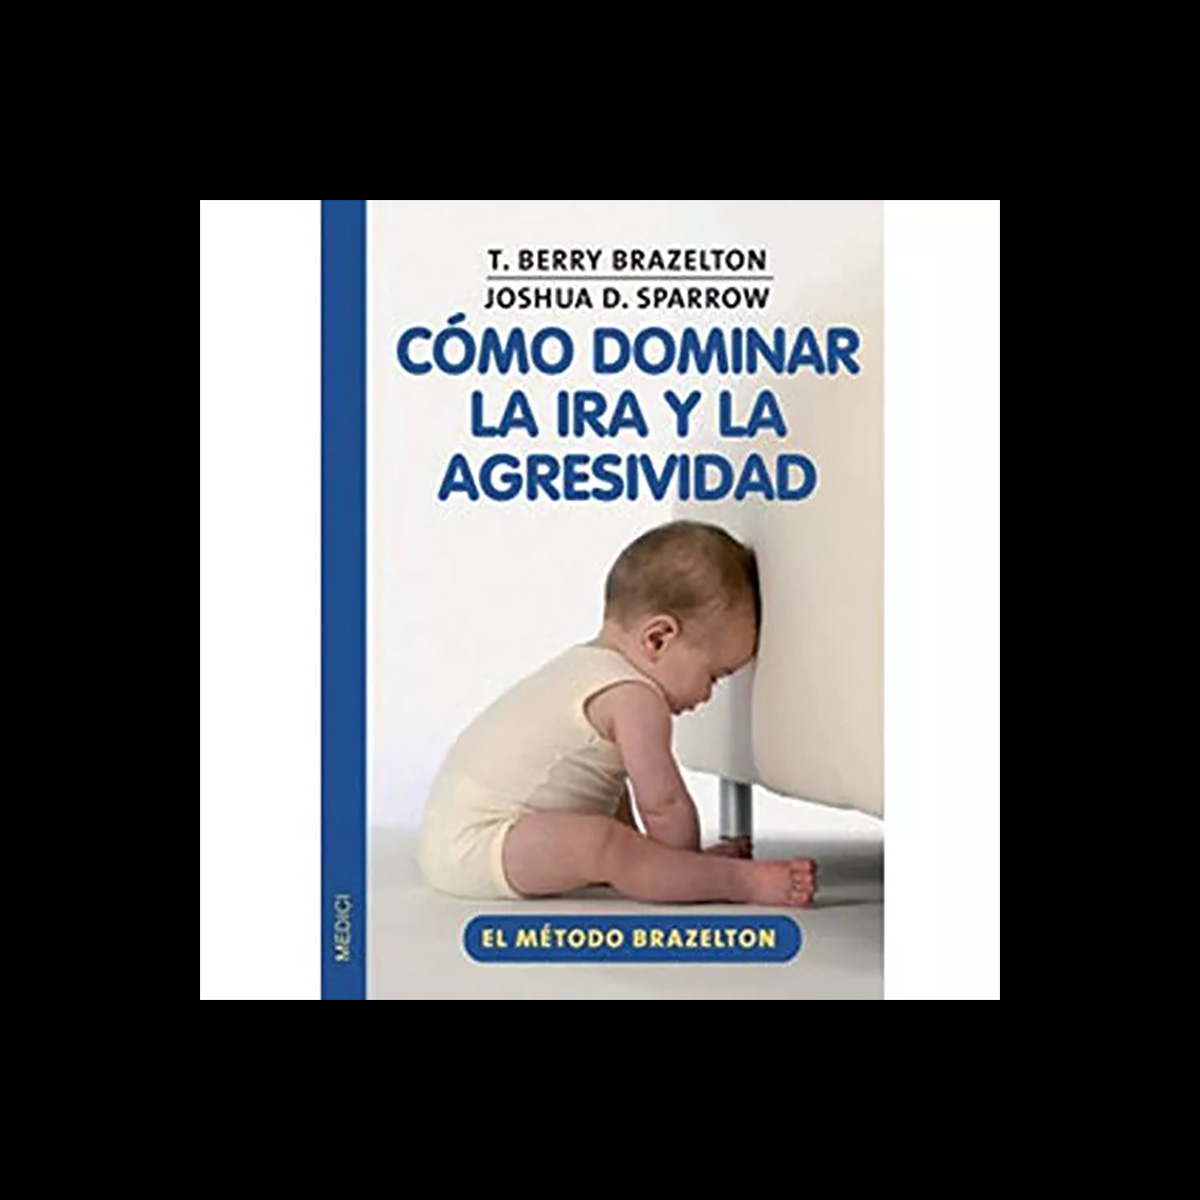 T. BERRY BRAZELTON
JOSHUA D. SPARROW
CÓMO DOMINAR
LA IRA Y LA
AGRESIVIDAD
EL MÉTODO BRAZELTON
MEDICI